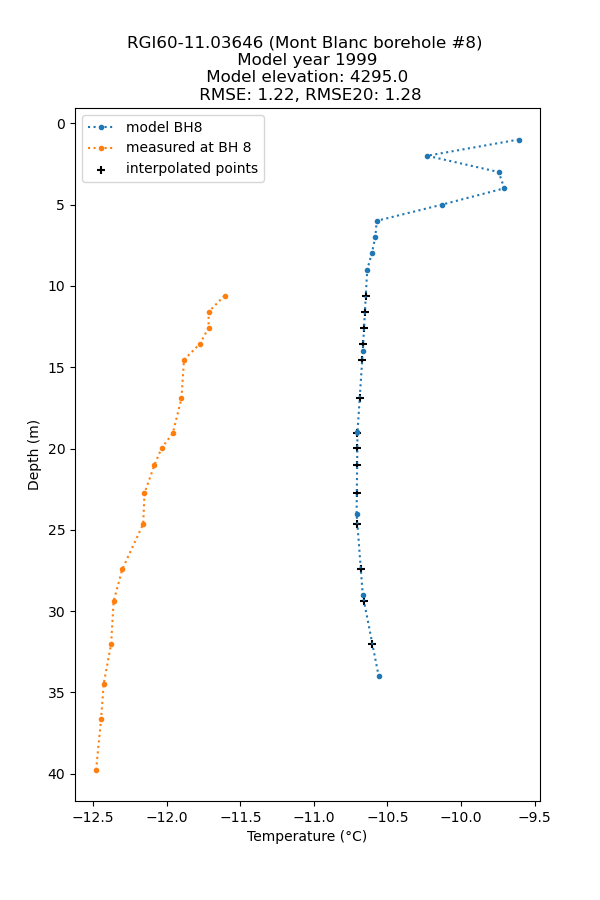 RGI60-11.03646 (Mont Blanc borehole #8)
Model year 1999
Model elevation: 4295.0
RMSE: 1.22, RMSE20: 1.28
model BH8
measured at BH 8
interpolated points
0
5
10
15
20
25
30
35
40
Depth (m)
−12.5 −12.0 −11.5 −11.0 −10.5 −10.0 −9.5
Temperature (°C)